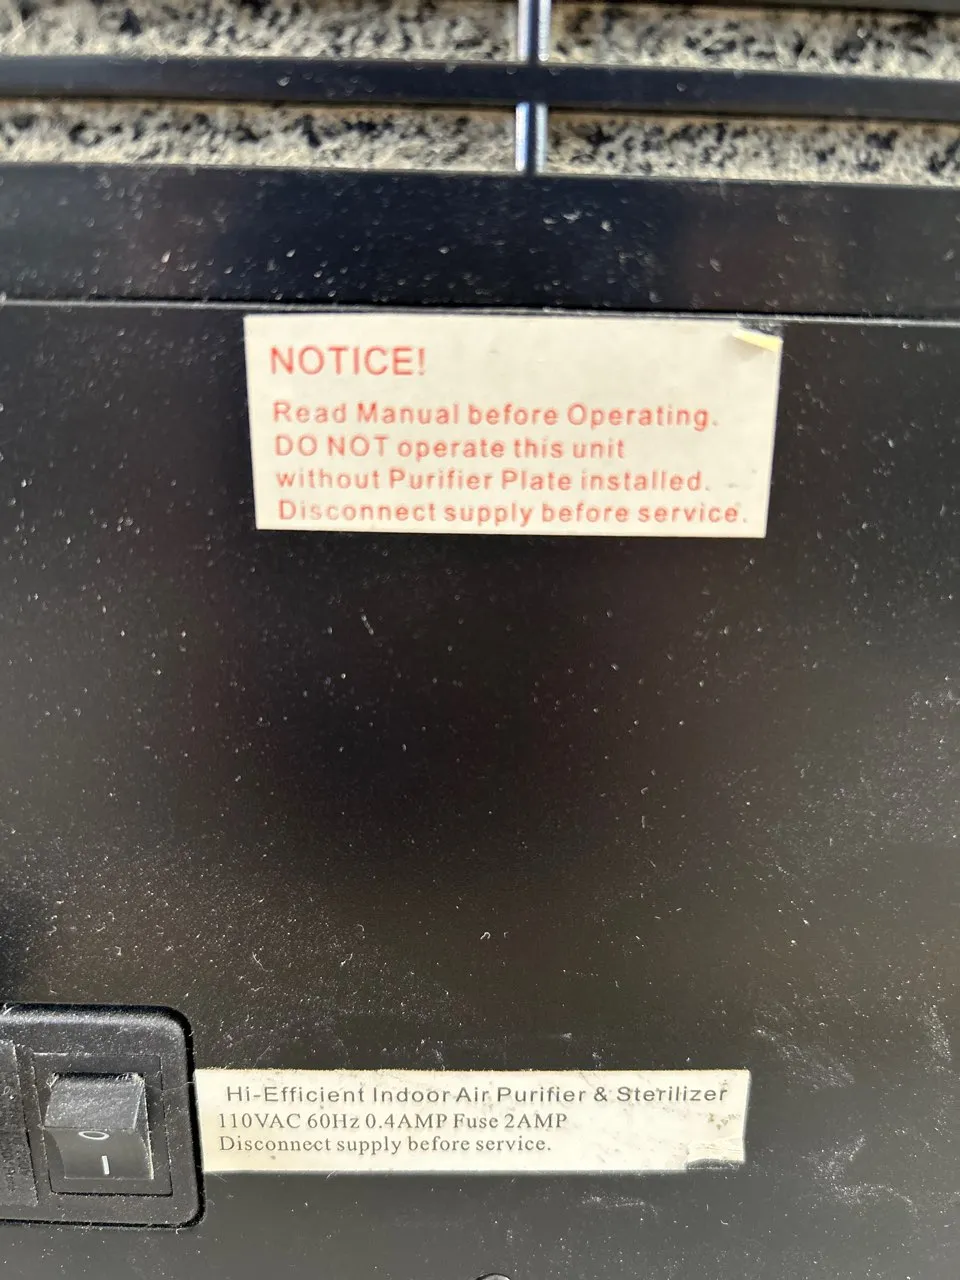 NOTICE!
Read Manual before Operating.
DO NOT operate this unit
without Purifier Plate installed.
Disconnect supply before service.
Hi-Efficient Indoor Air Purifier & Sterilizer
110VAC 60Hz 0.4AMP Fuse 2AMP
Disconnect supply before service.
O
I